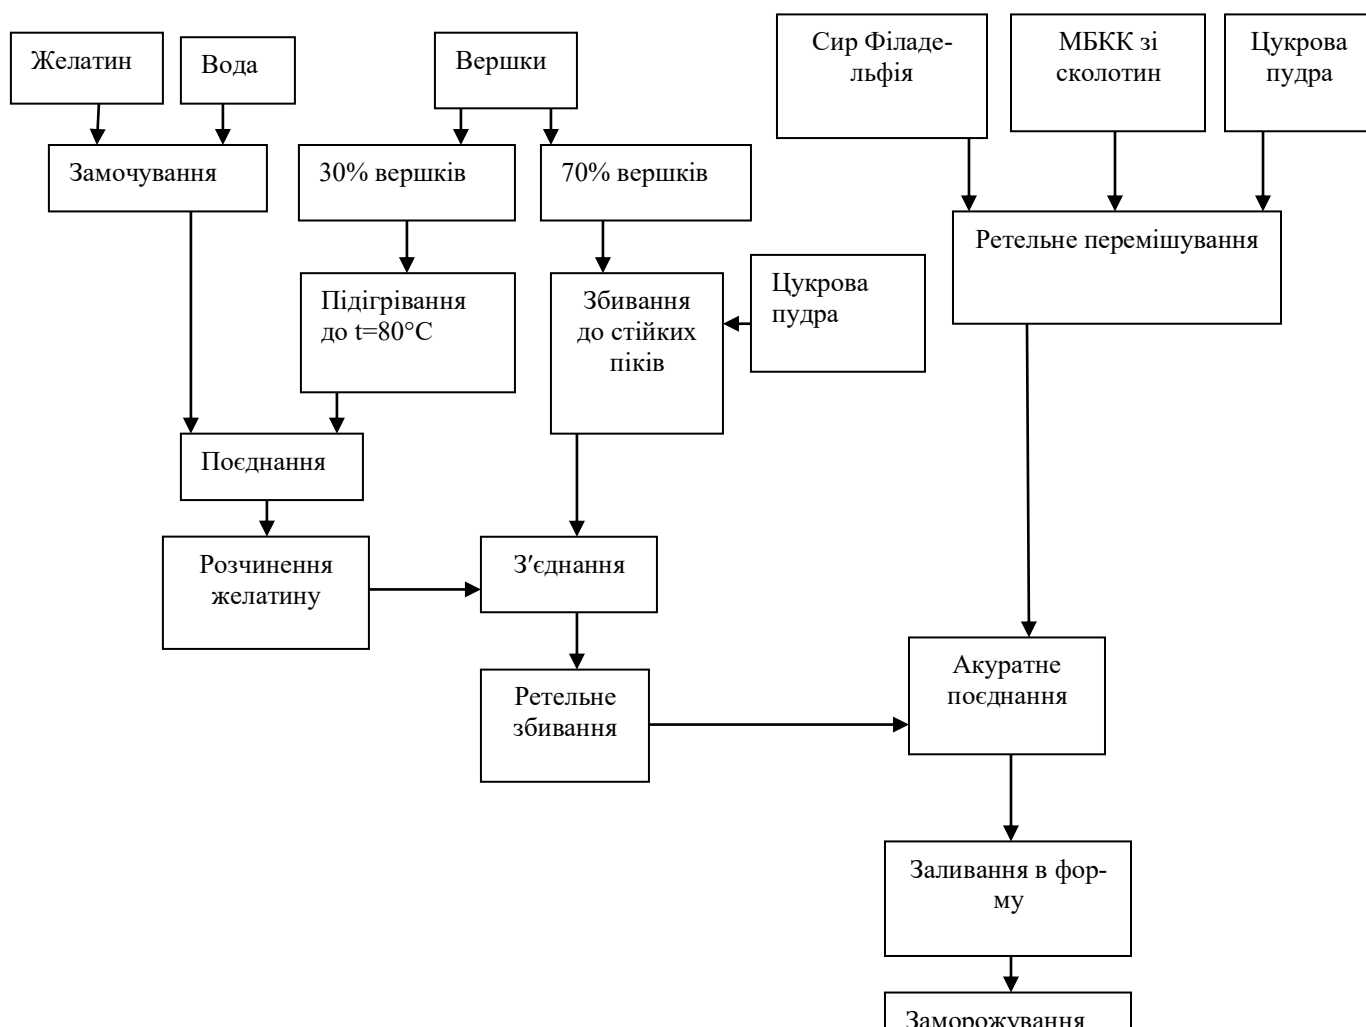 Желатин
Вода
Вершки
Сир Філаде-
льфія
МБКК зі
сколотин
Цукрова
пудра
Замочування
30% вершків
70% вершків
Ретельне перемішування
Підігрівання
до t=80°C
Збивання
до стійких
піків
Цукрова
пудра
Поєднання
Розчинення
желатину
З′єднання
Ретельне
збивання
Акуратне
поєднання
Заливання в фор-
му
Заморожування